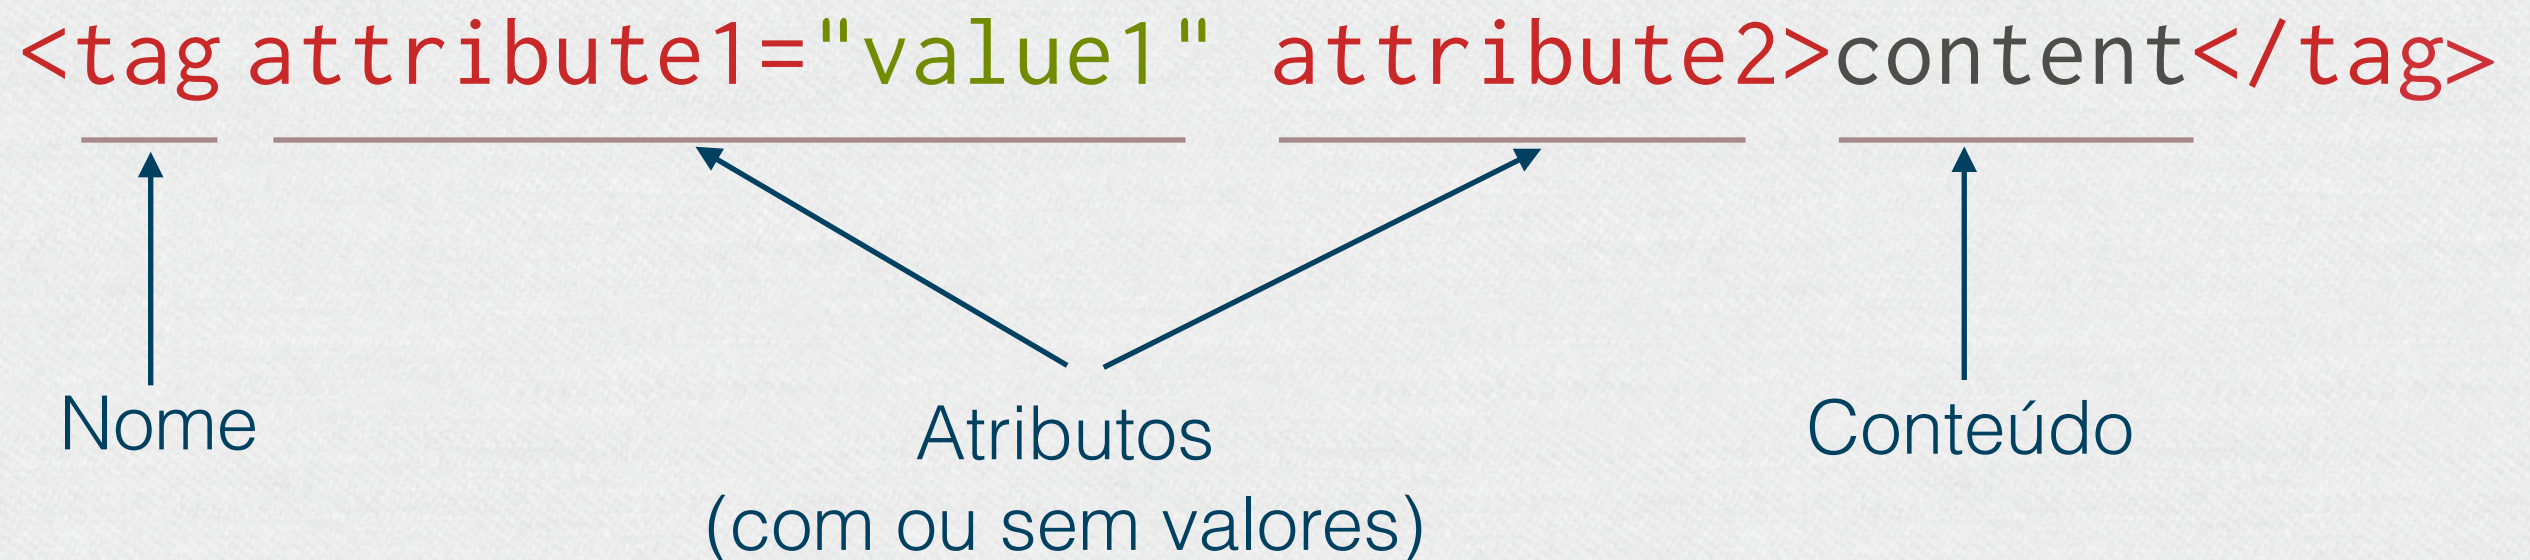 <tag attribute1="value1" attribute2>content</tag>
Nome
Atributos
(com ou sem valores)
Conteúdo